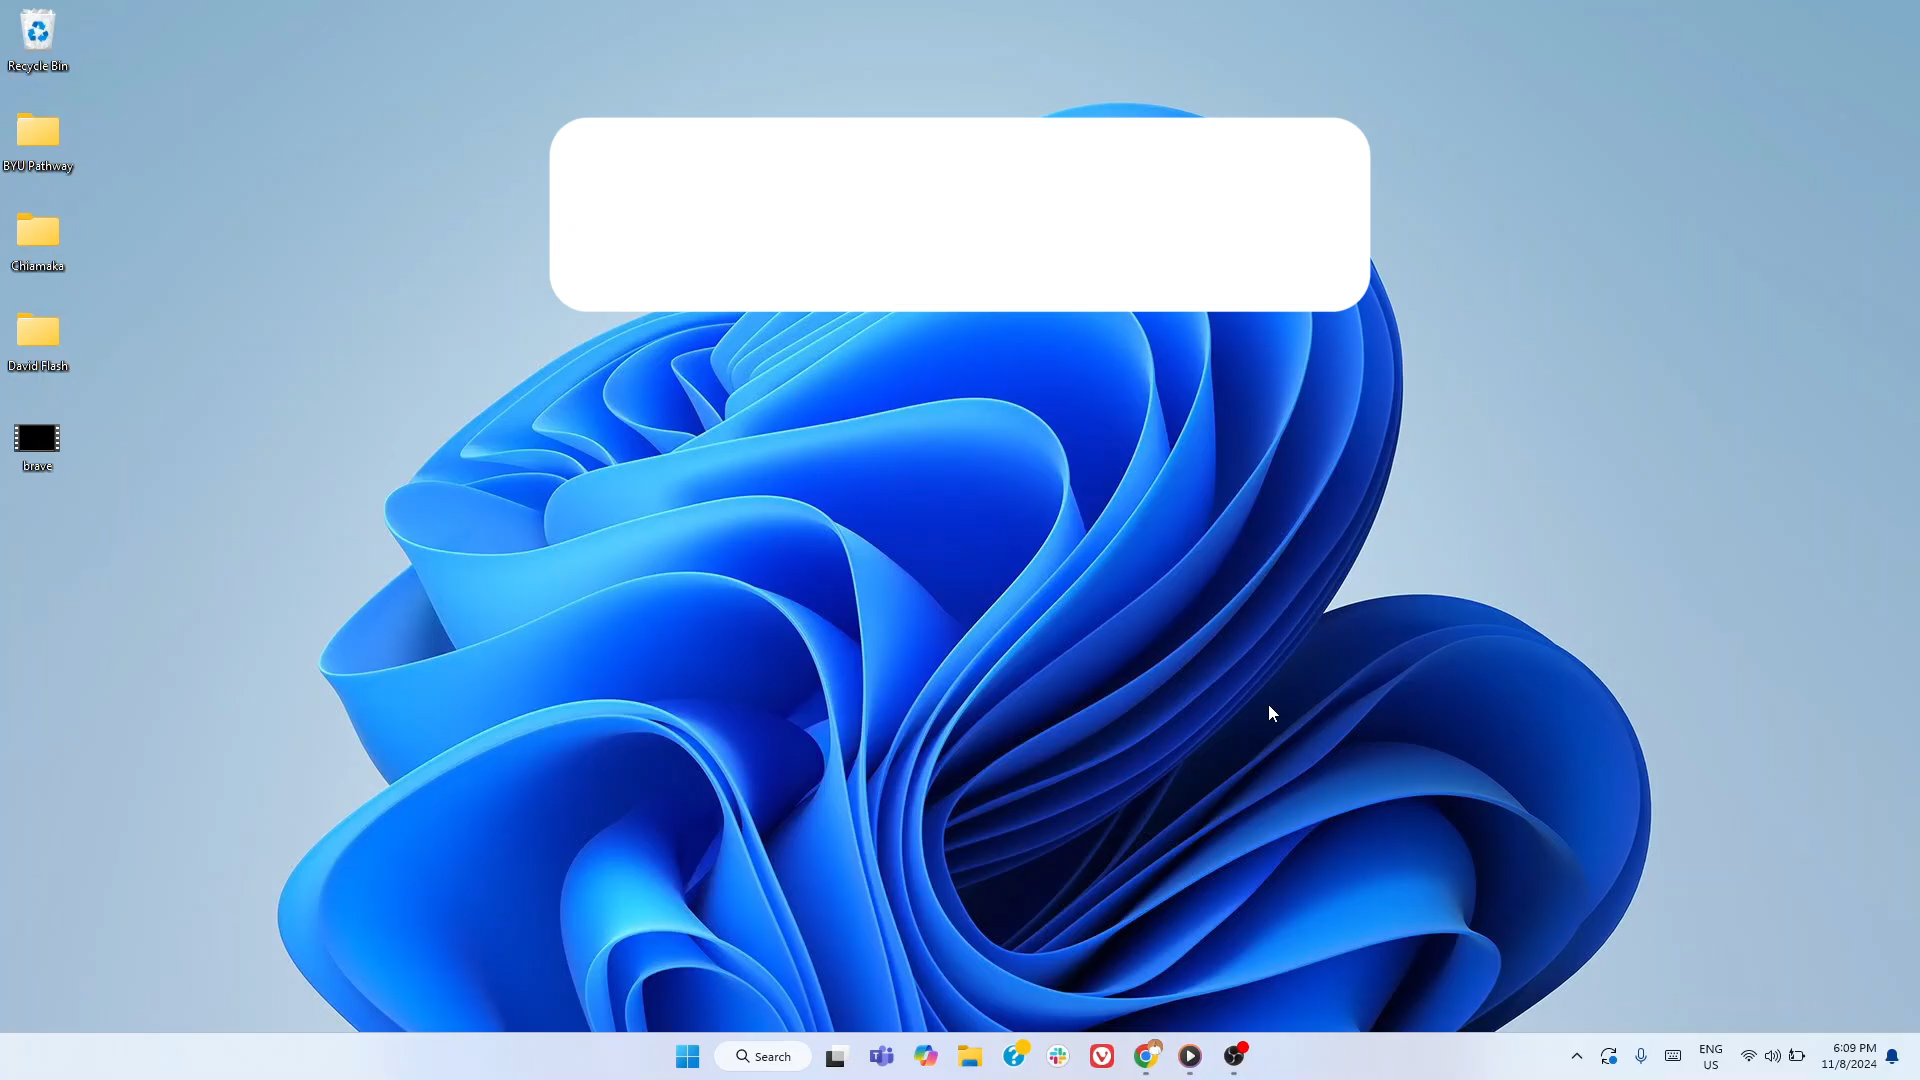 Recycle Bin
BYU Pathway
Chiamaka
David Flash
brave
Search
ENG
US
6:09 PM
11/8/2024